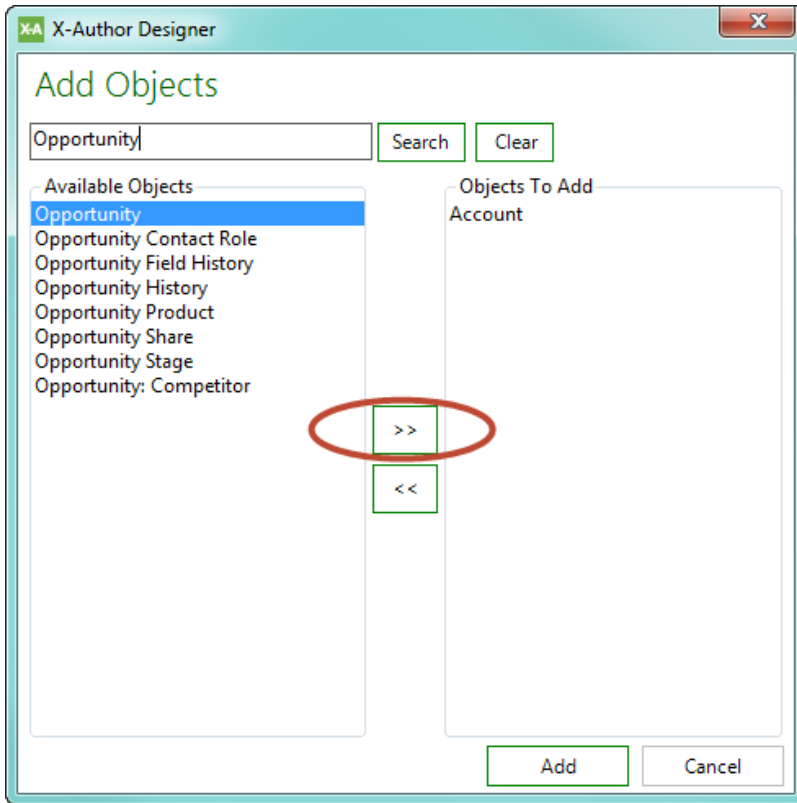 X-A X-Author Designer X
Add Objects
Opportunity Search Clear
Available Objects
Opportunity
Opportunity Contact Role
Opportunity Field History
Opportunity History
Opportunity Product
Opportunity Share
Opportunity Stage
Opportunity: Competitor
>>
<<
Objects To Add
Account
Add Cancel